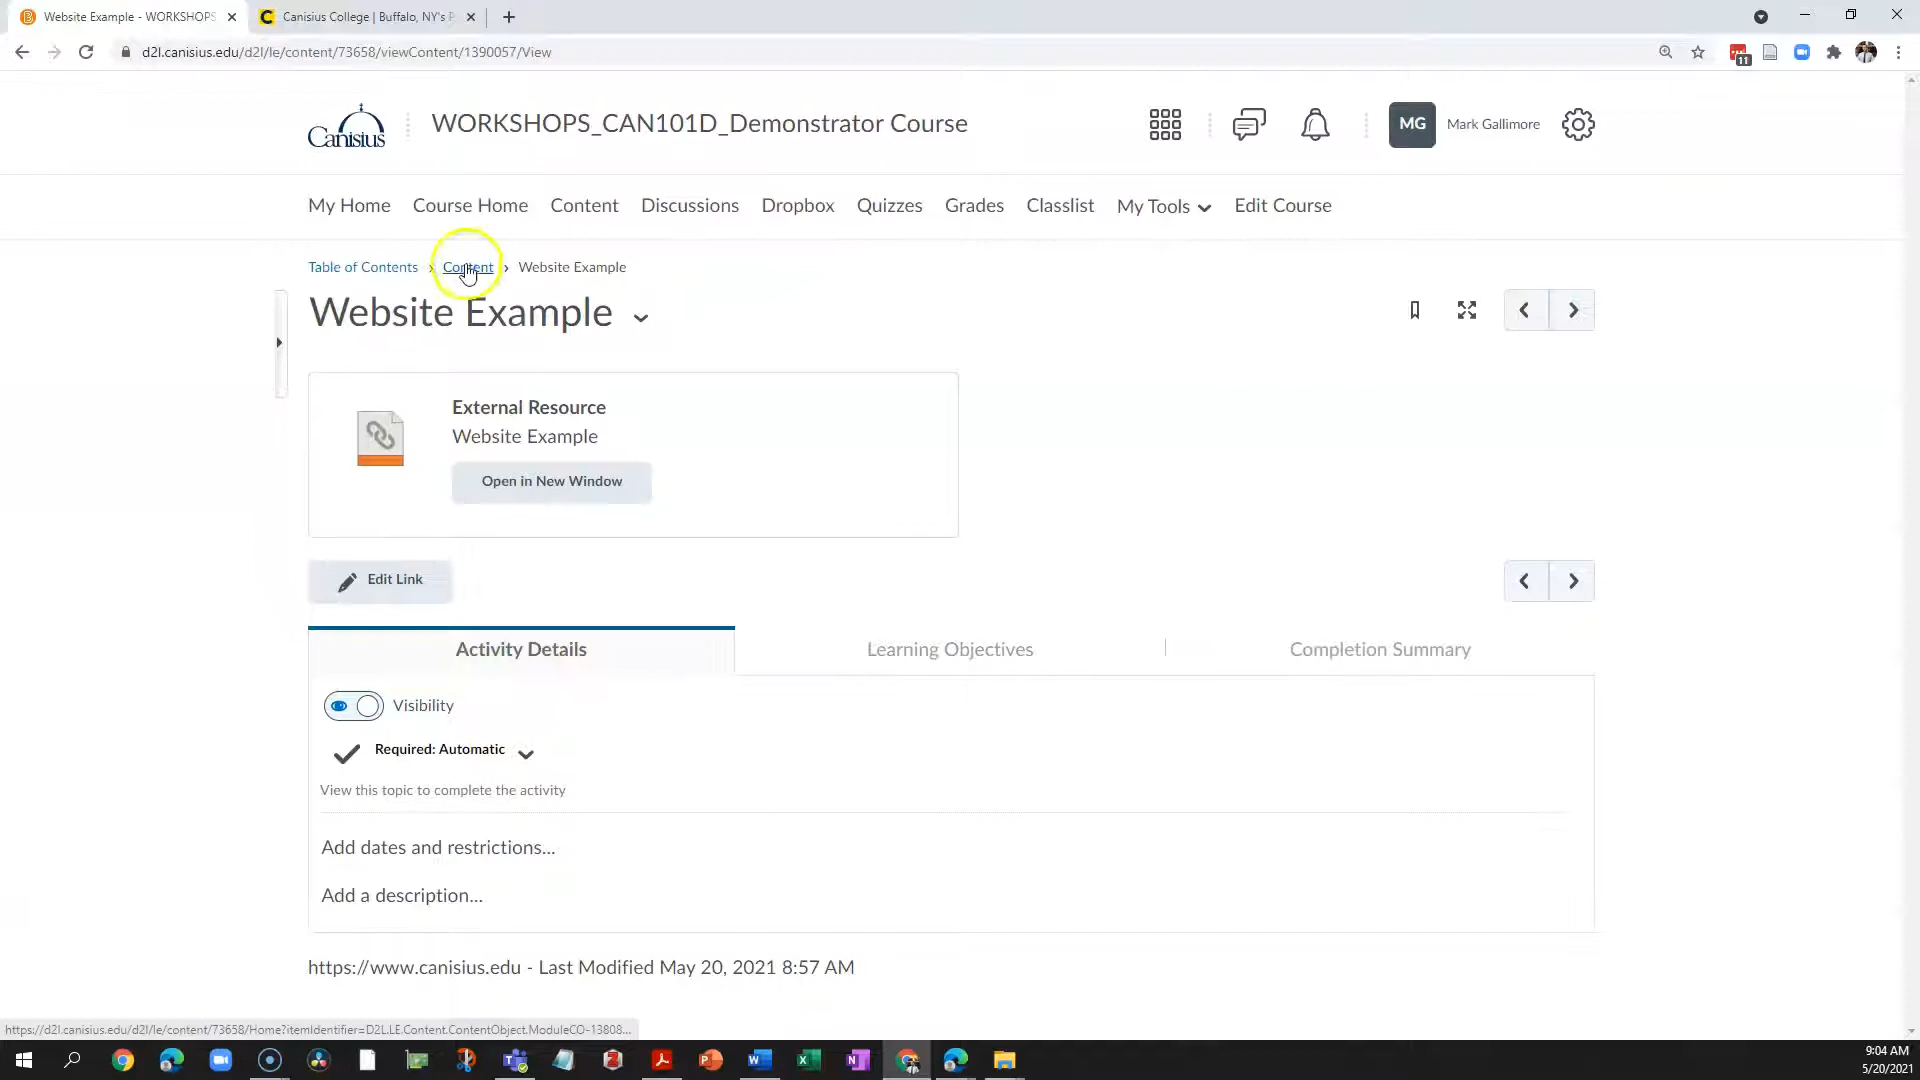 Website Example - WORKSHOPS
Canisius College | Buffalo, NY's P
d2l.canisius.edu/d2l/le/content/73658/viewContent/1390057/View
11
Canisius
WORKSHOPS_CAN101D_Demonstrator Course
MG
Mark Gallimore
My Home
Course Home
Content
Discussions
Dropbox
Quizzes
Grades
Classlist
My Tools
Edit Course
Table of Contents › Content › Website Example
Website Example
External Resource
Website Example
Open in New Window
Edit Link
Activity Details
Learning Objectives
Completion Summary
Visibility
Required: Automatic
View this topic to complete the activity
Add dates and restrictions...
Add a description...
https://www.canisius.edu - Last Modified May 20, 2021 8:57 AM
https://d2l.canisius.edu/d2l/le/content/73658/Home?itemIdentifier=D2L.LE.Content.ContentObject.ModuleCO-13808...
9:04 AM
5/20/2021